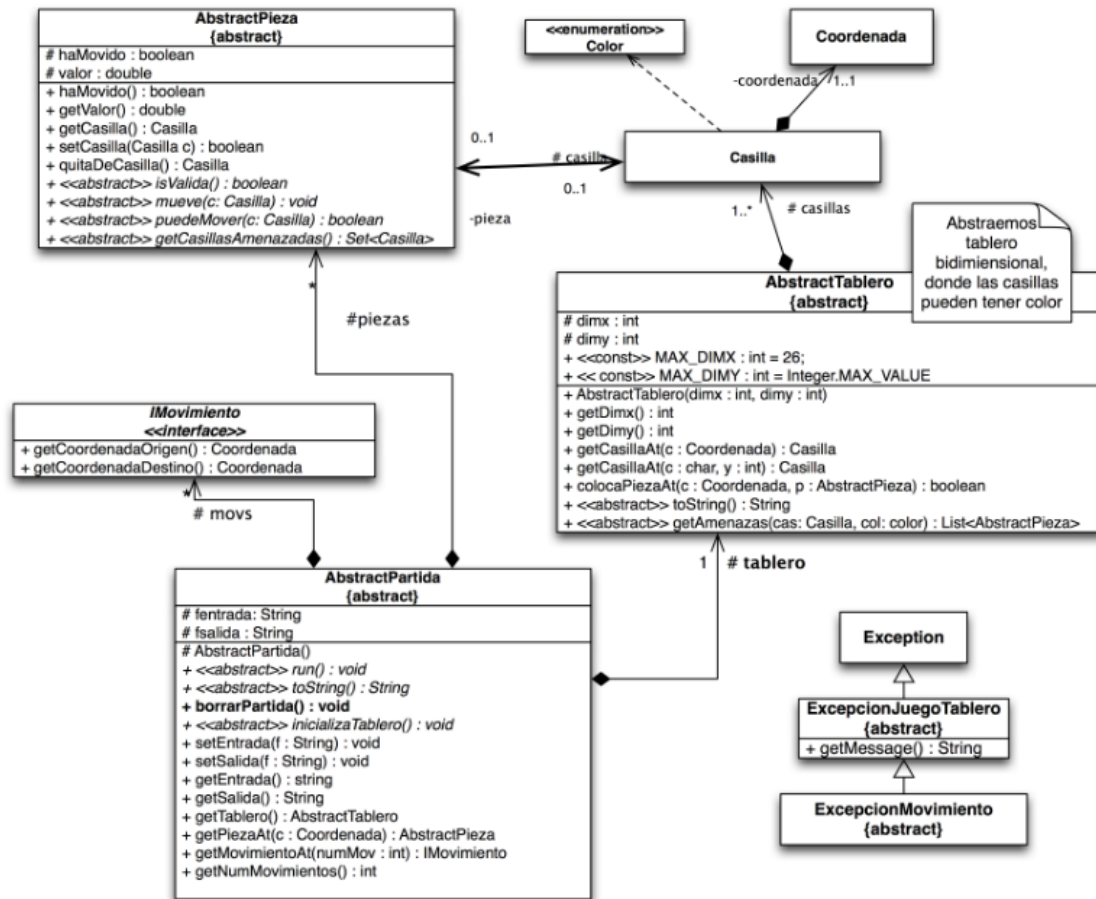 AbstractPieza
{abstract}
# haMovido : boolean
# valor : double
+ haMovido() : boolean
+ getValor() : double
+ getCasilla() : Casilla
+ setCasilla(Casilla c) : boolean
+ quitaDeCasilla() : Casilla
+ <<abstract>> isValida() : boolean
+ <<abstract>> mueve(c: Casilla) : void
+ <<abstract>> puedeMover(c: Casilla) : boolean
+ <<abstract>> getCasillasAmenazadas() : Set<Casilla>
<<enumeration>>
Color
Coordenada
-coordenada
1..1
Casilla
0..1
# casilla
0..1
-pieza
1..*
# casillas
Abstraemos
tablero
bidimiensional,
donde las casillas
pueden tener color
AbstractTablero
{abstract}
# dimx : int
# dimy : int
+ <<const>> MAX_DIMX : int = 26;
+ << const>> MAX_DIMY : int = Integer.MAX_VALUE
+ AbstractTablero(dimx : int, dimy : int)
+ getDimx() : int
+ getDimy() : int
+ getCasillaAt(c : Coordenada) : Casilla
+ getCasillaAt(c : char, y : int) : Casilla
+ colocaPiezaAt(c : Coordenada, p : AbstractPieza) : boolean
+ <<abstract>> toString() : String
+ <<abstract>> getAmenazas(cas: Casilla, col: color) : List<AbstractPieza>
*
#piezas
IMovimiento
<<interface>>
+ getCoordenadaOrigen() : Coordenada
+ getCoordenadaDestino() : Coordenada
*
# movs
1 # tablero
AbstractPartida
{abstract}
# fentrada: String
# fsalida : String
# AbstractPartida()
+ <<abstract>> run() : void
+ <<abstract>> toString() : String
+ borrarPartida() : void
+ <<abstract>> inicializaTablero() : void
+ setEntrada(f : String) : void
+ setSalida(f : String) : void
+ getEntrada() : string
+ getSalida() : String
+ getTablero() : AbstractTablero
+ getPiezaAt(c : Coordenada) : AbstractPieza
+ getMovimientoAt(numMov : int) : IMovimiento
+ getNumMovimientos() : int
Exception
ExcepcionJuegoTablero
{abstract}
+ getMessage() : String
ExcepcionMovimiento
{abstract}